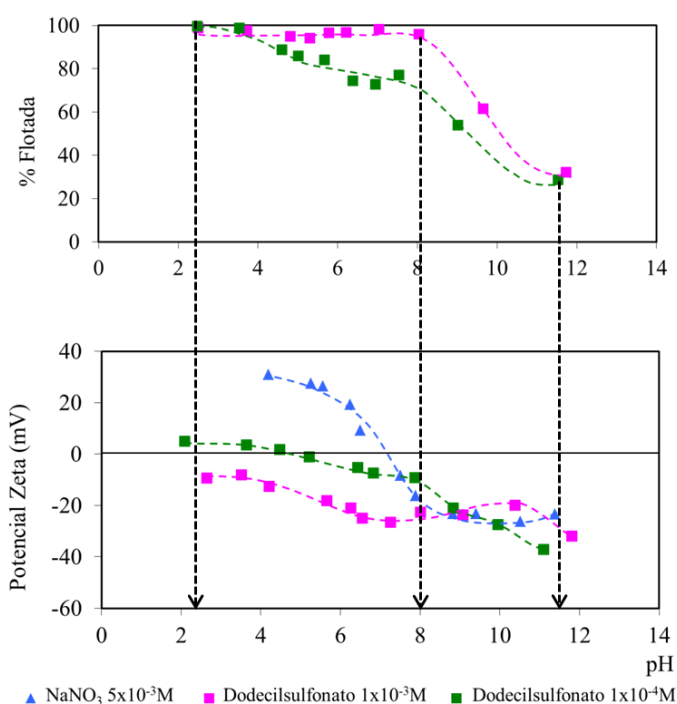 100
80
60
40
20
0
% Flotada
0 2 4 6 8 10 12 14
40
20
0
-20
-40
-60
Potencial Zeta (mV)
0 2 4 6 8 10 12 14
pH
NaNO₃ 5x10⁻³M Dodecilsulfonato 1x10⁻³M Dodecilsulfonato 1x10⁻⁴M